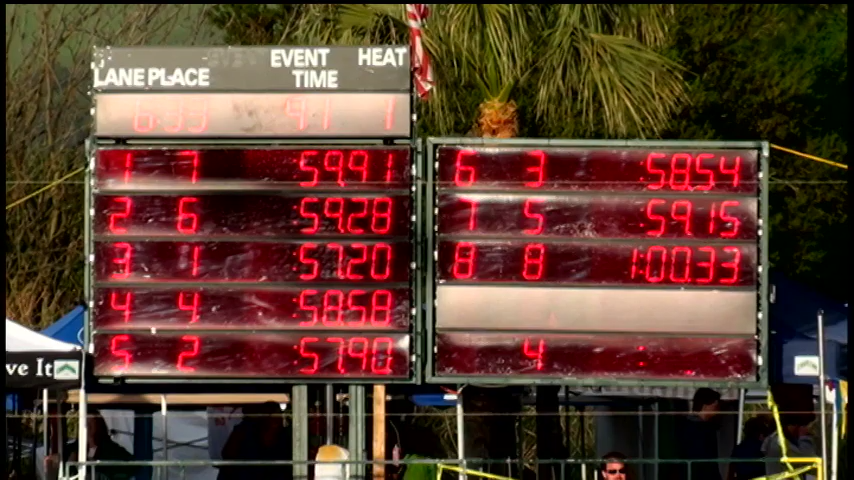 EVENT HEAT
LANE PLACE TIME
6:33 41 1
1 7 :59.91
2 6 :59.28
3 1 :57.20
4 4 :58.58
5 2 :57.90
6 3 :58.54
7 5 :59.15
8 8 1:00.33
4 :
ve It